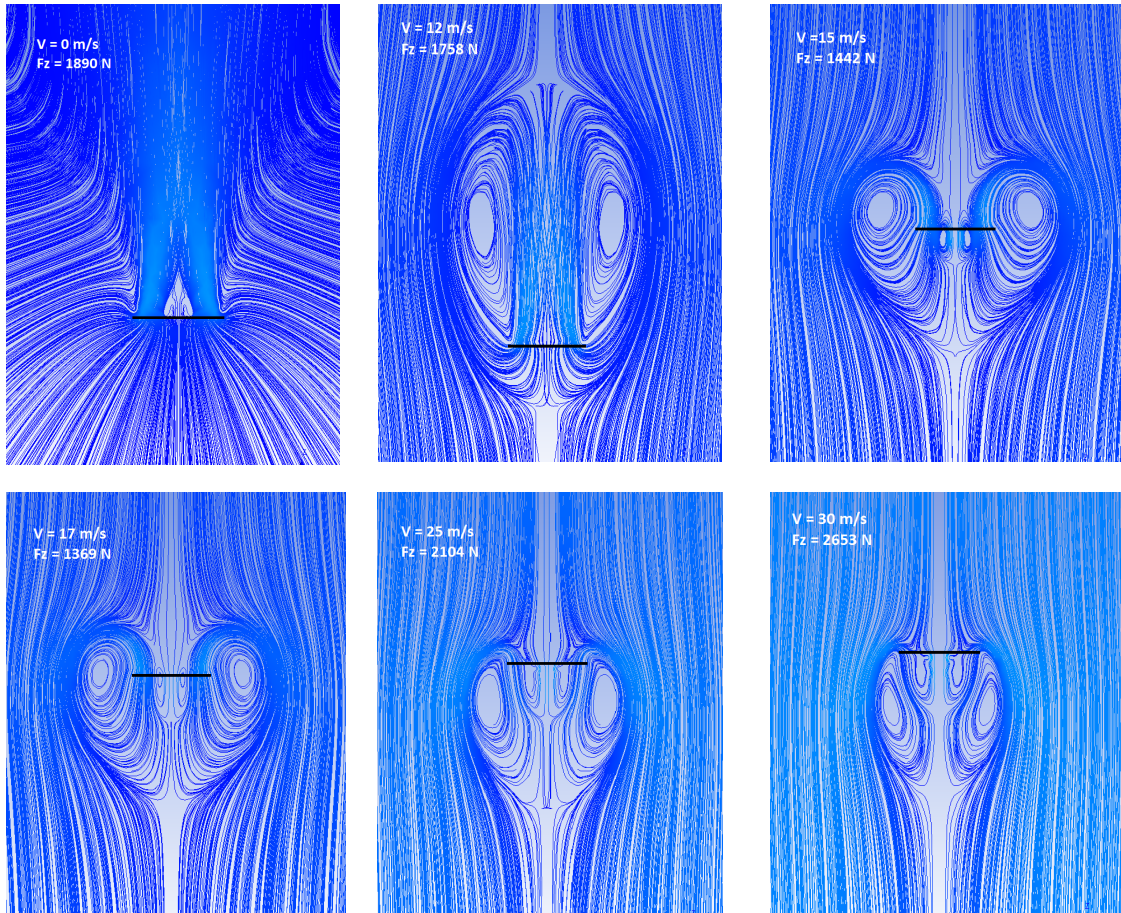 V = 0 m/s
Fz = 1890 N
V = 12 m/s
Fz = 1758 N
V =15 m/s
Fz = 1442 N
V = 17 m/s
Fz = 1369 N
V = 25 m/s
Fz = 2104 N
V = 30 m/s
Fz = 2653 N